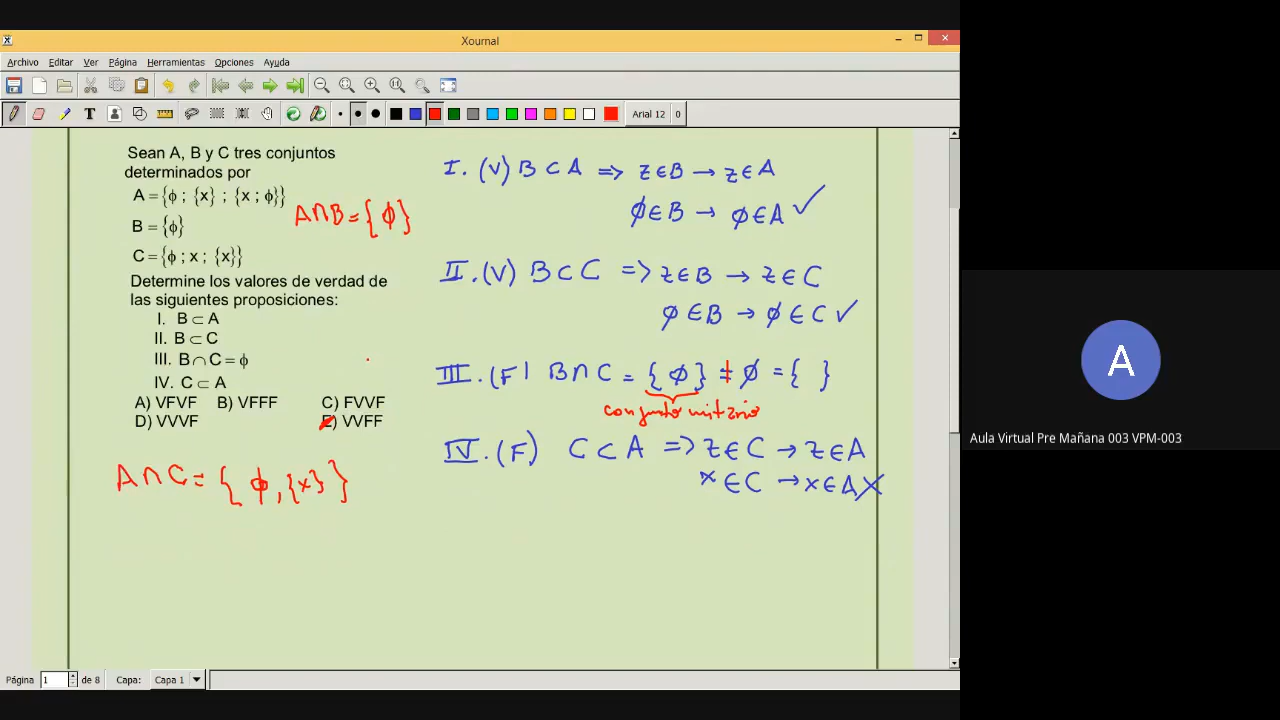 Xournal
Archivo Editar Ver Página Herramientas Opciones Ayuda
Arial 12 0
Sean A, B y C tres conjuntos
determinados por
A = {ϕ ; {x} ; {x ; ϕ}}
B = {ϕ}
C = {ϕ ; x ; {x}}
A∩B = {ϕ}
Determine los valores de verdad de
las siguientes proposiciones:
I. B ⊂ A
II. B ⊂ C
III. B ∩ C = ϕ
IV. C ⊂ A
A) VFVF B) VFFF C) FVVF
D) VVVF E) VVFF
A∩C = { ϕ, {x} }
I. (V) B ⊂ A => z∈B → z∈A
ϕ∈B → ϕ∈A ✓
II. (V) B ⊂ C => z∈B → z∈C
ϕ∈B → ϕ∈C ✓
III. (F) B∩C = { ϕ } ≠ ϕ = { }
conjunto unitario
IV. (F) C ⊂ A => z∈C → z∈A
x∈C → x∈A X
A
Aula Virtual Pre Mañana 003 VPM-003
Página 1 de 8 Capa: Capa 1